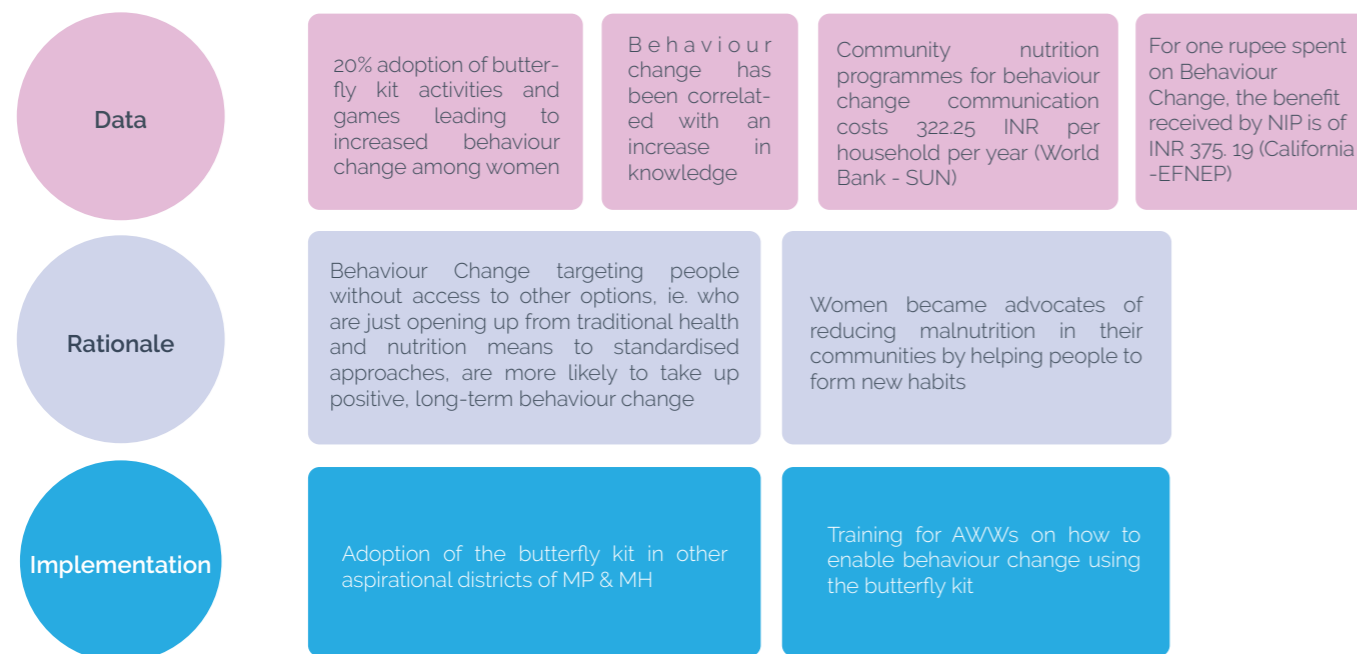 Data
20% adoption of butter-
fly kit activities and
games leading to
increased behaviour
change among women
Behaviour
change has
been correlat-
ed with an
increase in
knowledge
Community nutrition
programmes for behaviour
change communication
costs 322.25 INR per
household per year (World
Bank - SUN)
For one rupee spent
on Behaviour
Change, the benefit
received by NIP is of
INR 375. 19 (California
-EFNEP)
Rationale
Behaviour Change targeting people
without access to other options, ie. who
are just opening up from traditional health
and nutrition means to standardised
approaches, are more likely to take up
positive, long-term behaviour change
Women became advocates of
reducing malnutrition in their
communities by helping people to
form new habits
Implementation
Adoption of the butterfly kit in other
aspirational districts of MP & MH
Training for AWWs on how to
enable behaviour change using
the butterfly kit